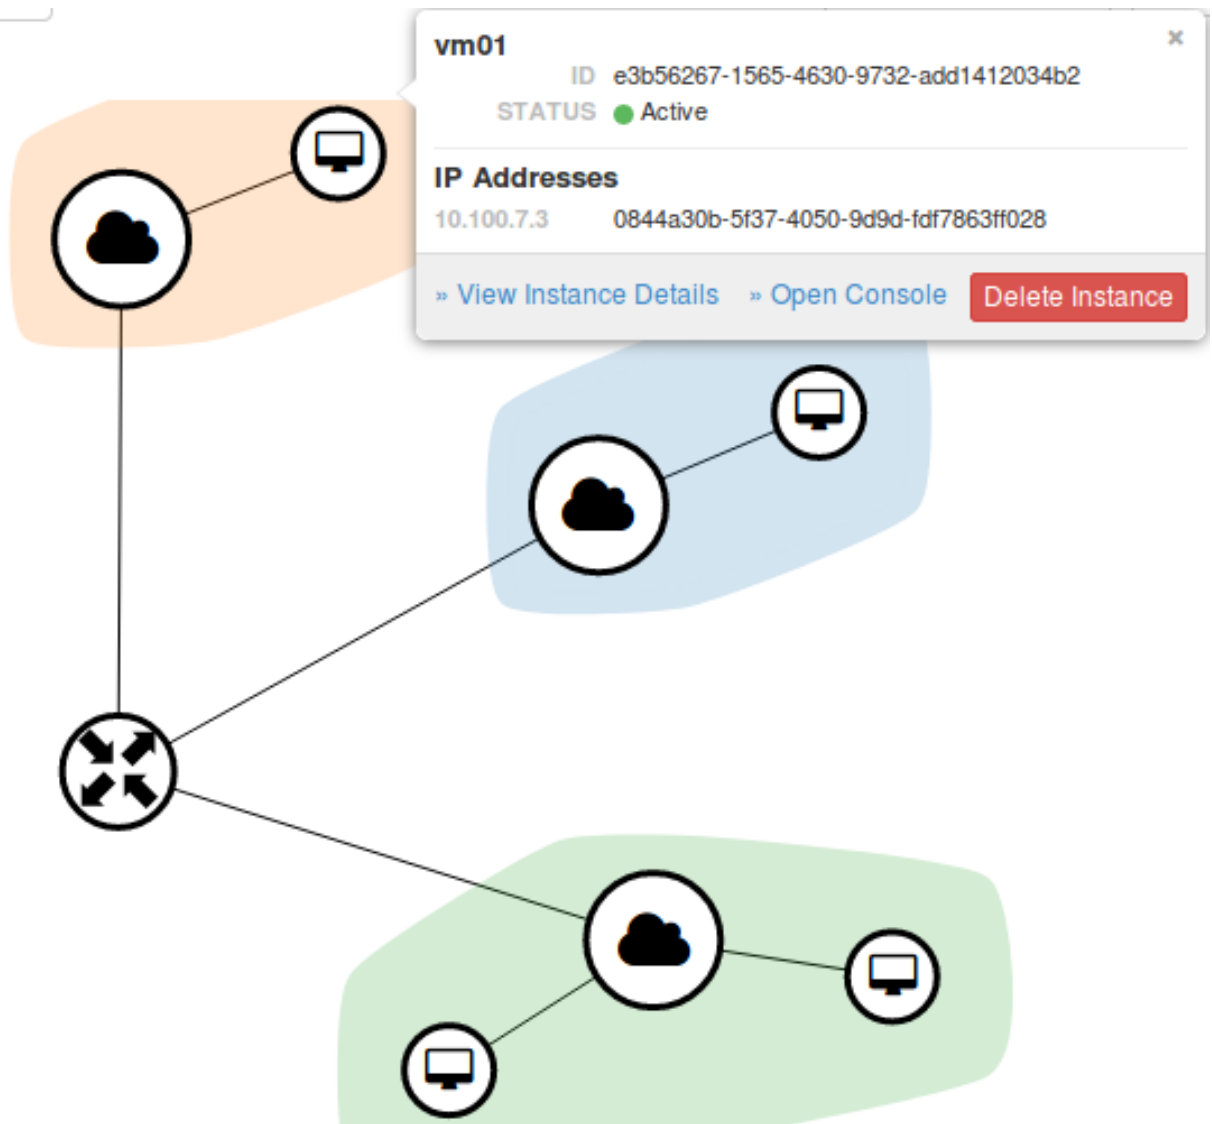 vm01
ID e3b56267-1565-4630-9732-add1412034b2
STATUS Active
IP Addresses
10.100.7.3 0844a30b-5f37-4050-9d9d-fdf7863ff028
» View Instance Details » Open Console Delete Instance